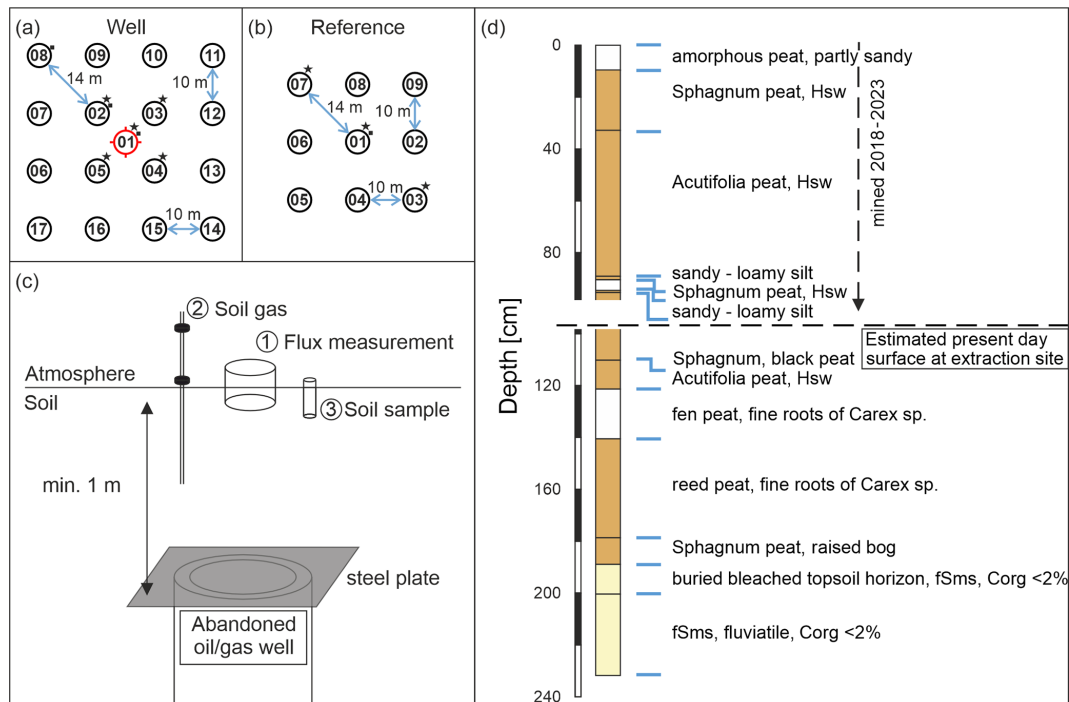 (a) Well
08 09 10 11
14 m
10 m
07 02 03 12
01
06 05 04 13
10 m
17 16 15 14
(b) Reference
07 08 09
14 m
10 m
06 01 02
10 m
05 04 03
(c)
② Soil gas
① Flux measurement
Atmosphere
Soil
③ Soil sample
min. 1 m
steel plate
Abandoned
oil/gas well
(d)
Depth [cm]
0
40
80
120
160
200
240
amorphous peat, partly sandy
Sphagnum peat, Hsw
Acutifolia peat, Hsw
sandy - loamy silt
Sphagnum peat, Hsw
sandy - loamy silt
mined 2018-2023
Estimated present day
surface at extraction site
Sphagnum, black peat
Acutifolia peat, Hsw
fen peat, fine roots of Carex sp.
reed peat, fine roots of Carex sp.
Sphagnum peat, raised bog
buried bleached topsoil horizon, fSms, Corg <2%
fSms, fluviatile, Corg <2%